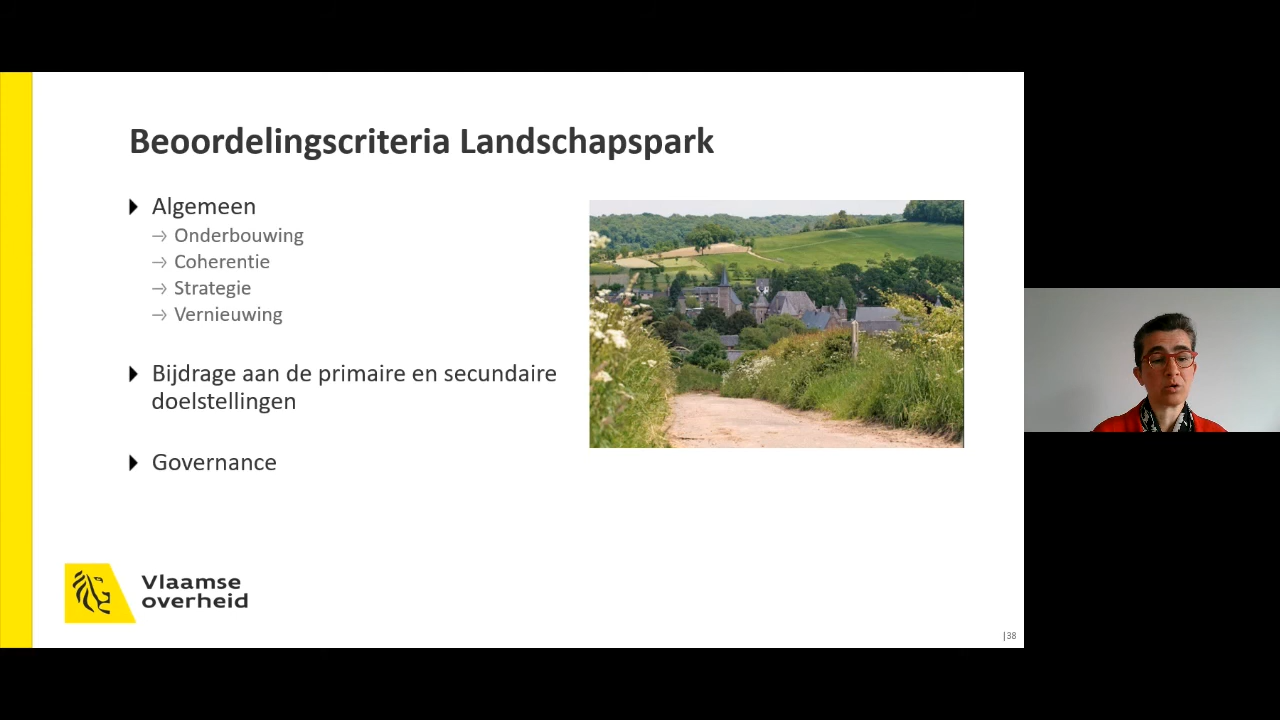 Beoordelingscriteria Landschapspark
Algemeen
Onderbouwing
Coherentie
Strategie
Vernieuwing
Bijdrage aan de primaire en secundaire
doelstellingen
Governance
Vlaamse
overheid
|38